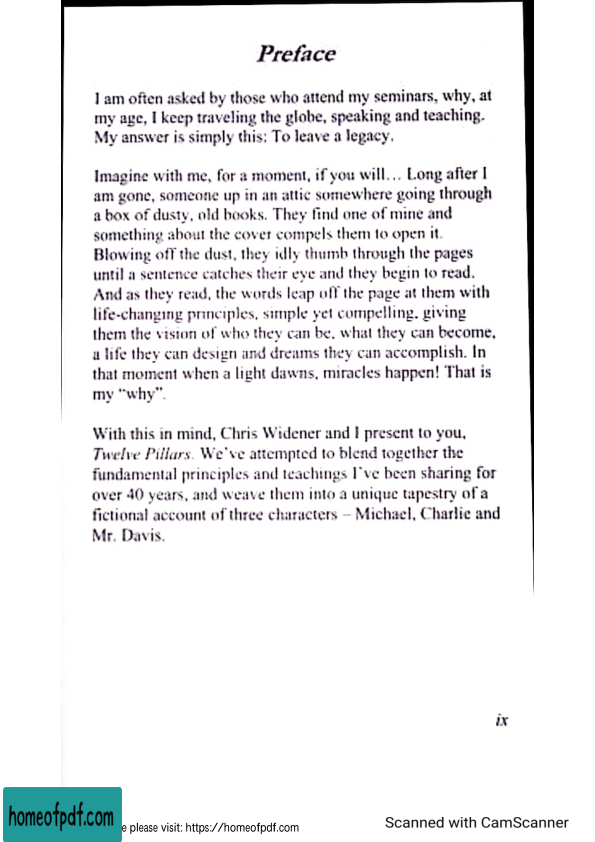 Preface
I am often asked by those who attend my seminars, why, at
my age, I keep traveling the globe, speaking and teaching.
My answer is simply this: To leave a legacy.
Imagine with me, for a moment, if you will… Long after I
am gone, someone up in an attic somewhere going through
a box of dusty, old books. They find one of mine and
something about the cover compels them to open it.
Blowing off the dust, they idly thumb through the pages
until a sentence catches their eye and they begin to read.
And as they read, the words leap off the page at them with
life-changing principles, simple yet compelling, giving
them the vision of who they can be, what they can become,
a life they can design and dreams they can accomplish. In
that moment when a light dawns, miracles happen! That is
my “why”.
With this in mind, Chris Widener and I present to you,
Twelve Pillars. We’ve attempted to blend together the
fundamental principles and teachings I’ve been sharing for
over 40 years, and weave them into a unique tapestry of a
fictional account of three characters – Michael, Charlie and
Mr. Davis.
ix
homeofpdf.com
e please visit: https://homeofpdf.com
Scanned with CamScanner